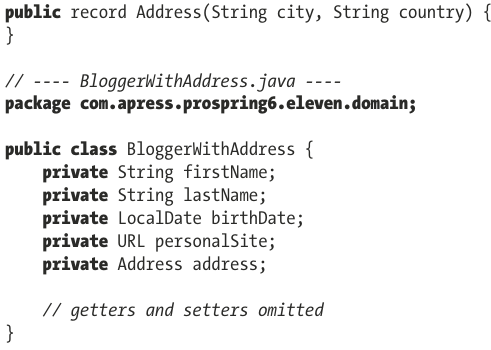 public record Address(String city, String country) {
}
// ---- BloggerWithAddress.java ----
package com.apress.prospring6.eleven.domain;
public class BloggerWithAddress {
    private String firstName;
    private String lastName;
    private LocalDate birthDate;
    private URL personalSite;
    private Address address;
    // getters and setters omitted
}